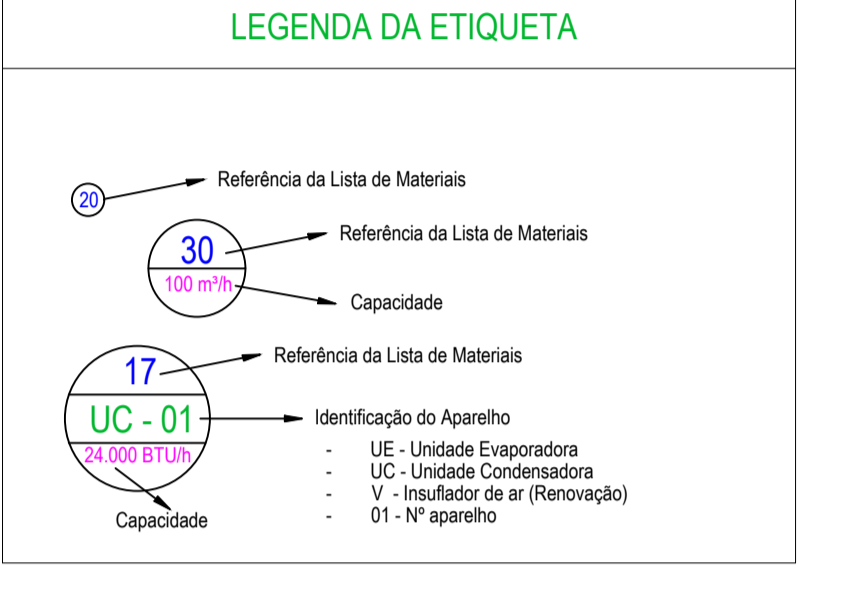 LEGENDA DA ETIQUETA
20
Referência da Lista de Materiais
30
Referência da Lista de Materiais
100 m³/h
Capacidade
17
Referência da Lista de Materiais
UC - 01
Identificação do Aparelho
24.000 BTU/h
- UE - Unidade Evaporadora
- UC - Unidade Condensadora
- V - Insuflador de ar (Renovação)
- 01 - Nº aparelho
Capacidade